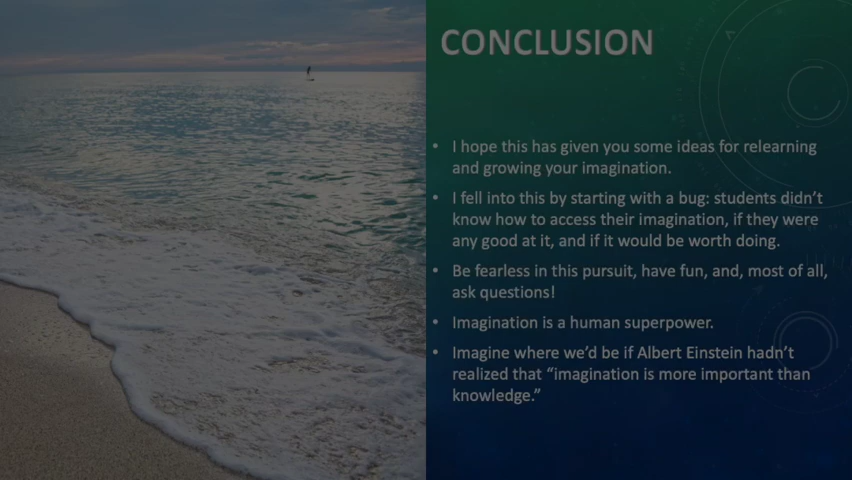 CONCLUSION
• I hope this has given you some ideas for relearning
and growing your imagination.
• I fell into this by starting with a bug: students didn’t
know how to access their imagination, if they were
any good at it, and if it would be worth doing.
• Be fearless in this pursuit, have fun, and, most of all,
ask questions!
• Imagination is a human superpower.
• Imagine where we’d be if Albert Einstein hadn’t
realized that “imagination is more important than
knowledge.”